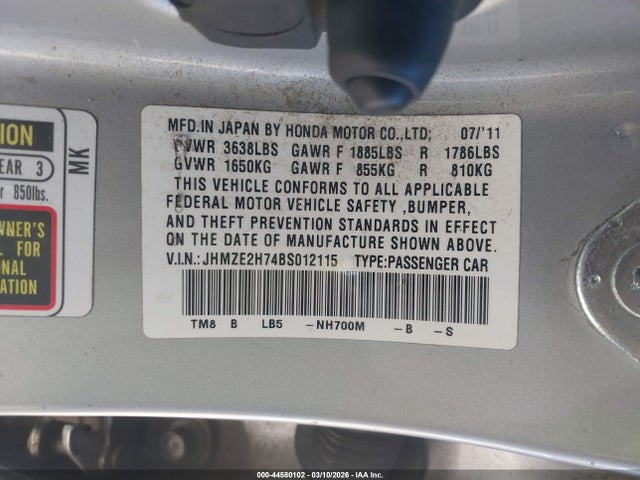 ION
EAR 3
r 850lbs.
MK
WNER'S
L FOR
IONAL
ATION
MFD.IN JAPAN BY HONDA MOTOR CO.,LTD; 07/'11
GVWR 3638LBS GAWR F 1885LBS R 1786LBS
GVWR 1650KG GAWR F 855KG R 810KG
THIS VEHICLE CONFORMS TO ALL APPLICABLE
FEDERAL MOTOR VEHICLE SAFETY ,BUMPER,
AND THEFT PREVENTION STANDARDS IN EFFECT
ON THE DATE OF MANUFACTURE SHOWN ABOVE.
V.I.N.:JHMZE2H74BS012115 TYPE:PASSENGER CAR
TM8 B LB5 -NH700M -B -S
000-44580102 - 03/10/2026 - IAA Inc.